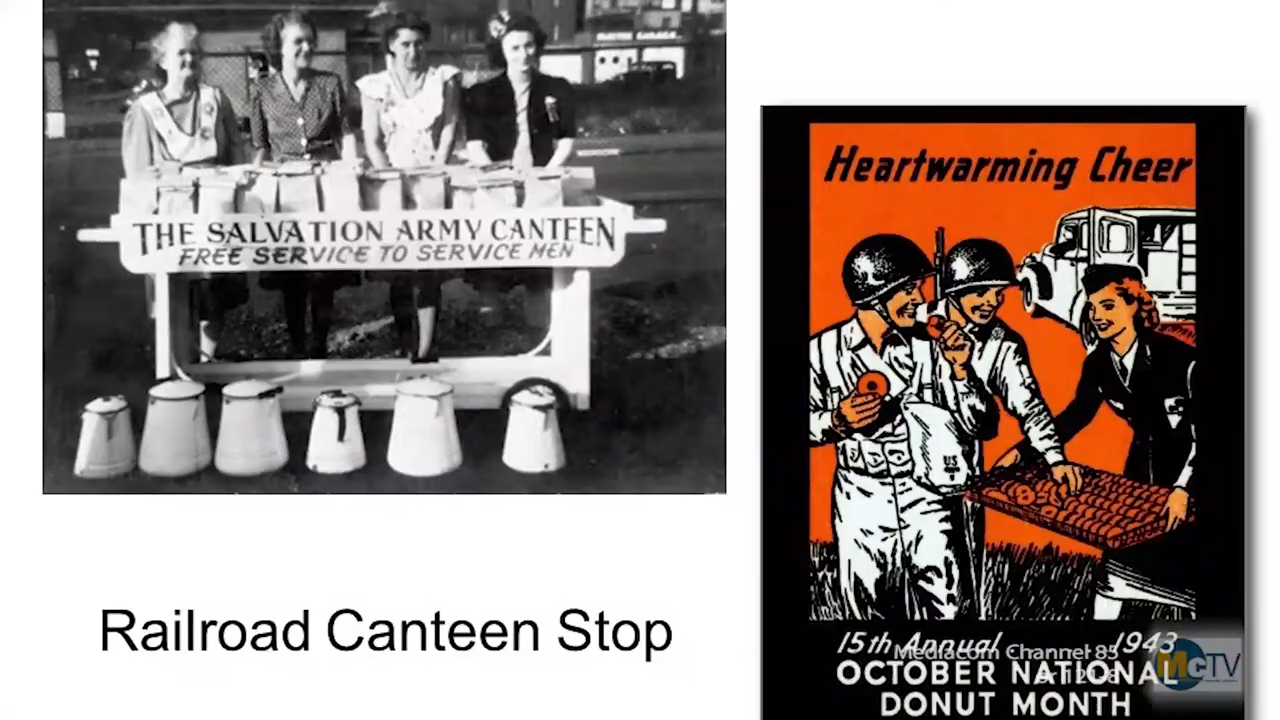 THE SALVATION ARMY CANTEEN
FREE SERVICE TO SERVICE MEN
Railroad Canteen Stop
Heartwarming Cheer
US
15th Annual - 1943
OCTOBER NATIONAL
DONUT MONTH
Mediacom Channel 85
McTV